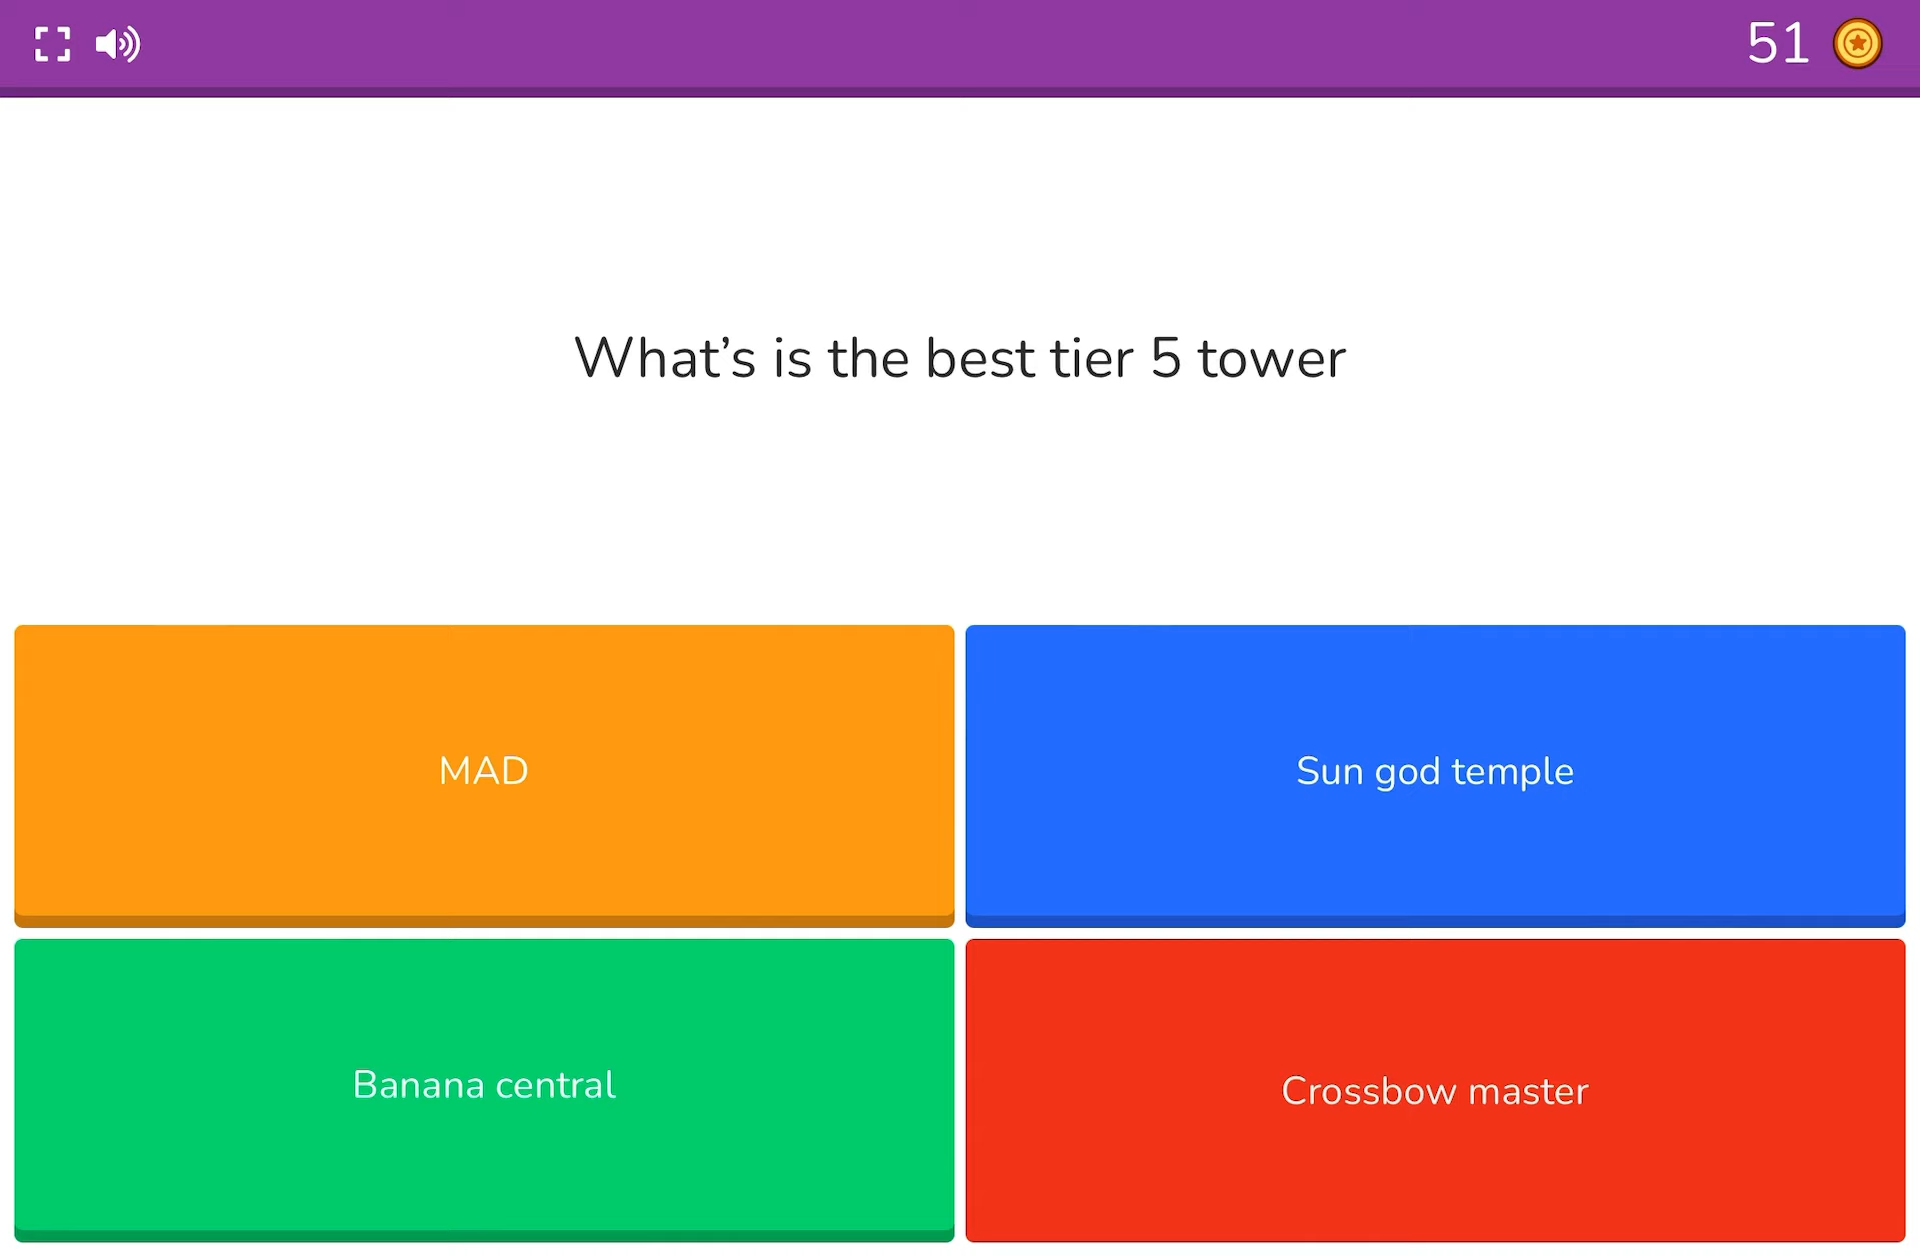 51
What’s is the best tier 5 tower
MAD
Sun god temple
Banana central
Crossbow master